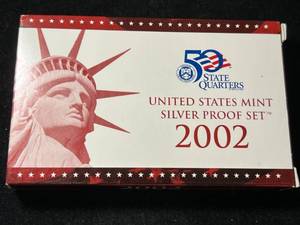 50
STATE
QUARTERS
UNITED STATES MINT
SILVER PROOF SET™
2002